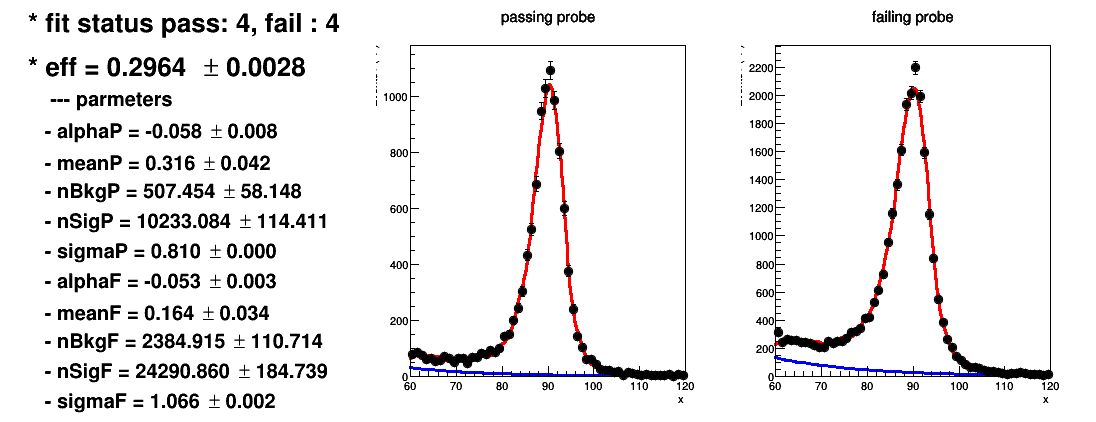 * fit status pass: 4, fail : 4
* eff = 0.2964 ± 0.0028
--- parmeters
- alphaP = -0.058 ± 0.008
- meanP = 0.316 ± 0.042
- nBkgP = 507.454 ± 58.148
- nSigP = 10233.084 ± 114.411
- sigmaP = 0.810 ± 0.000
- alphaF = -0.053 ± 0.003
- meanF = 0.164 ± 0.034
- nBkgF = 2384.915 ± 110.714
- nSigF = 24290.860 ± 184.739
- sigmaF = 1.066 ± 0.002
passing probe
1000
800
600
400
200
0
60 70 80 90 100 110 120
x
failing probe
2200
2000
1800
1600
1400
1200
1000
800
600
400
200
0
60 70 80 90 100 110 120
x